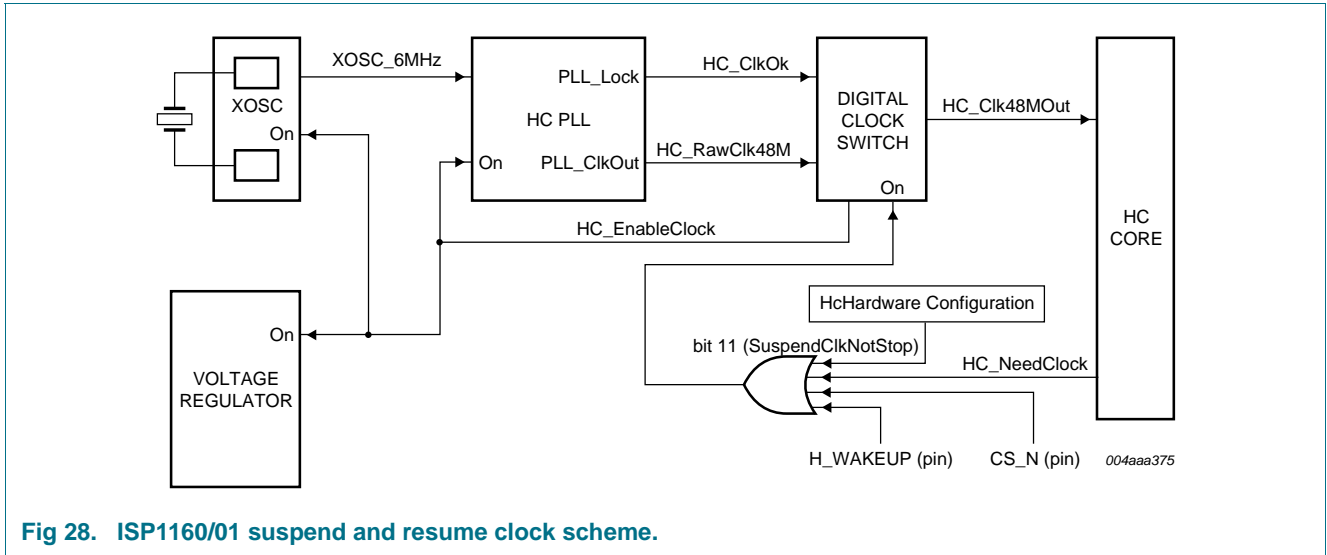 XOSC_6MHz
XOSC
On
PLL_Lock
HC PLL
On
PLL_ClkOut
HC_ClkOk
HC_RawClk48M
DIGITAL
CLOCK
SWITCH
On
HC_Clk48MOut
HC
CORE
HC_EnableClock
On
VOLTAGE
REGULATOR
HcHardware Configuration
bit 11 (SuspendClkNotStop)
HC_NeedClock
H_WAKEUP (pin)
CS_N (pin)
004aaa375
Fig 28. ISP1160/01 suspend and resume clock scheme.